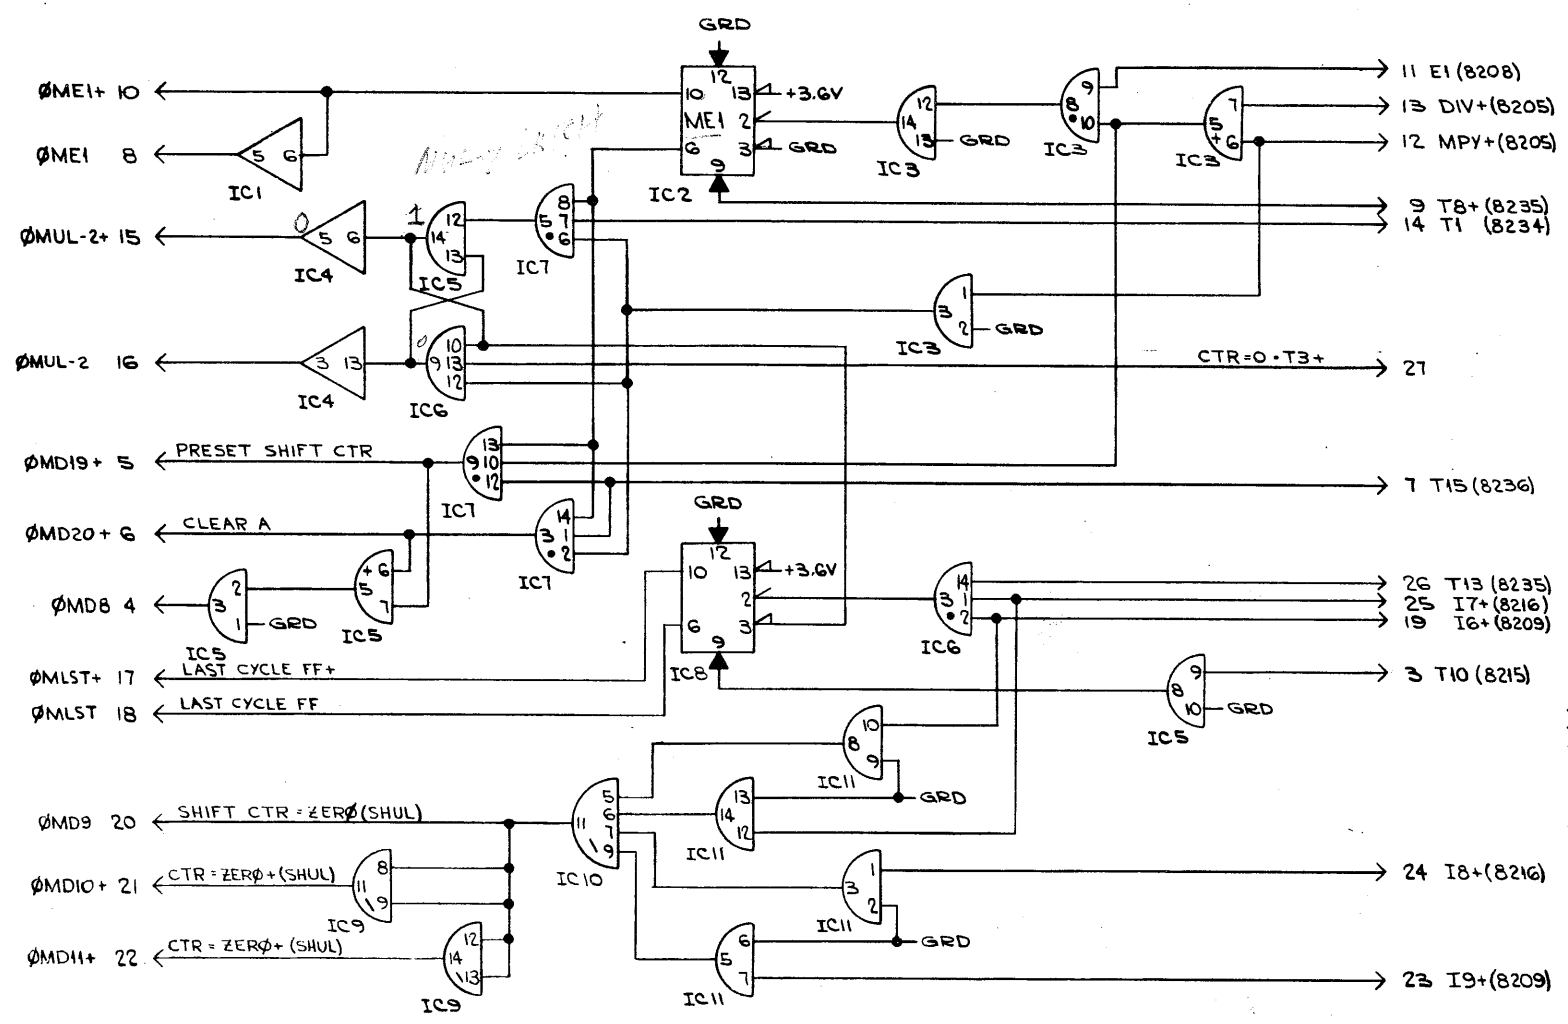 GRD
ØME1+ 10
10 12 13 +3.6V
ME1 2
6 3 GRD
9
IC2
12
14
13 GRD
IC3
9
8
10
IC3
7
5
+ 6
IC3
11 E1 (8208)
13 DIV+(8205)
12 MPY+(8205)
9 T8+(8235)
14 T1 (8234)
ØME1 8
5 6
IC1
ØMUL-2+ 15
0
5 6
IC4
1
12
14
13
IC5
8
5 7
6
IC7
1
3
2 GRD
IC3
ØMUL-2 16
3 13
IC4
0
10
9 13
12
IC6
CTR=0·T3+
27
ØMD19+ 5
PRESET SHIFT CTR
13
9 10
12
IC7
7 T15 (8236)
ØMD20+ 6
CLEAR A
14
3 1
2
IC7
ØMD8 4
2
3
1 GRD
IC5
+ 6
5
7
IC5
GRD
12
10 13 +3.6V
2
6 3
9
IC8
14
3 1
2
IC6
26 T13 (8235)
25 I7+(8216)
19 I6+(8209)
ØMLST+ 17
LAST CYCLE FF+
ØMLST 18
LAST CYCLE FF
9
8
10 GRD
IC5
3 T10 (8215)
10
8
9
IC11
GRD
13
14
12
IC11
ØMD9 20
SHIFT CTR = ZERØ (SHUL)
5
11 6
7
\ 9
IC10
ØMD10+ 21
CTR = ZERØ+ (SHUL)
8
11
\ 9
IC9
1
3
2
IC11
GRD
24 I8+(8216)
ØMD11+ 22
CTR = ZERØ+ (SHUL)
12
14
\ 13
IC9
6
5
7
IC11
23 I9+(8209)